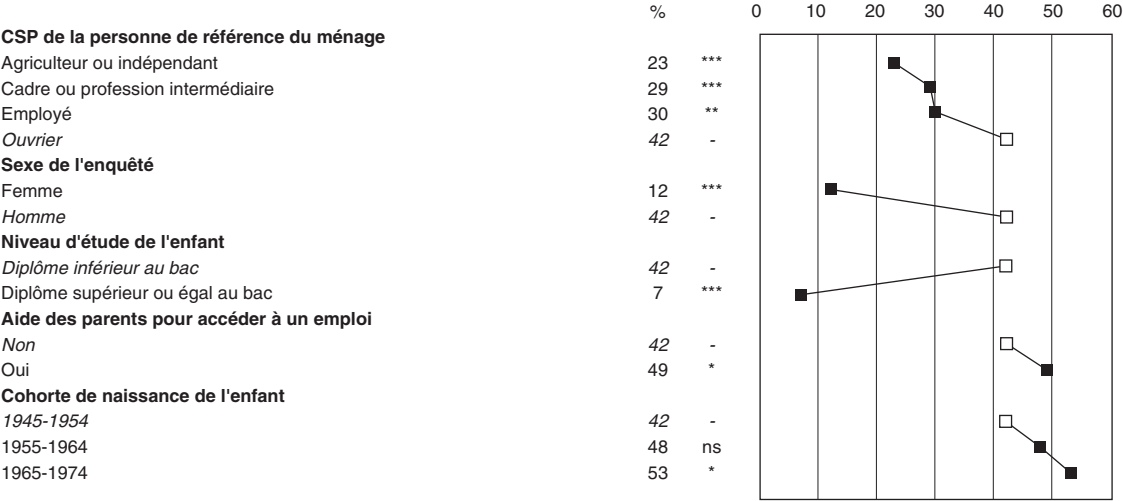 % 0 10 20 30 40 50 60
CSP de la personne de référence du ménage
Agriculteur ou indépendant 23 ***
Cadre ou profession intermédiaire 29 ***
Employé 30 **
Ouvrier 42 -
Sexe de l'enquêté
Femme 12 ***
Homme 42 -
Niveau d'étude de l'enfant
Diplôme inférieur au bac 42 -
Diplôme supérieur ou égal au bac 7 ***
Aide des parents pour accéder à un emploi
Non 42 -
Oui 49 *
Cohorte de naissance de l'enfant
1945-1954 42 -
1955-1964 48 ns
1965-1974 53 *